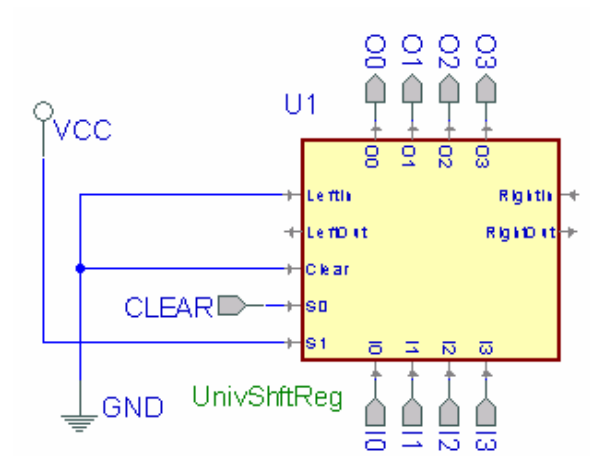 O0 O1 O2 O3
U1
VCC
O0 O1 O2 O3
LeftIn RightIn
LeftOut RightOut
Clear
CLEAR S0
S1
I0 I1 I2 I3
UnivShftReg
GND
I0 I1 I2 I3